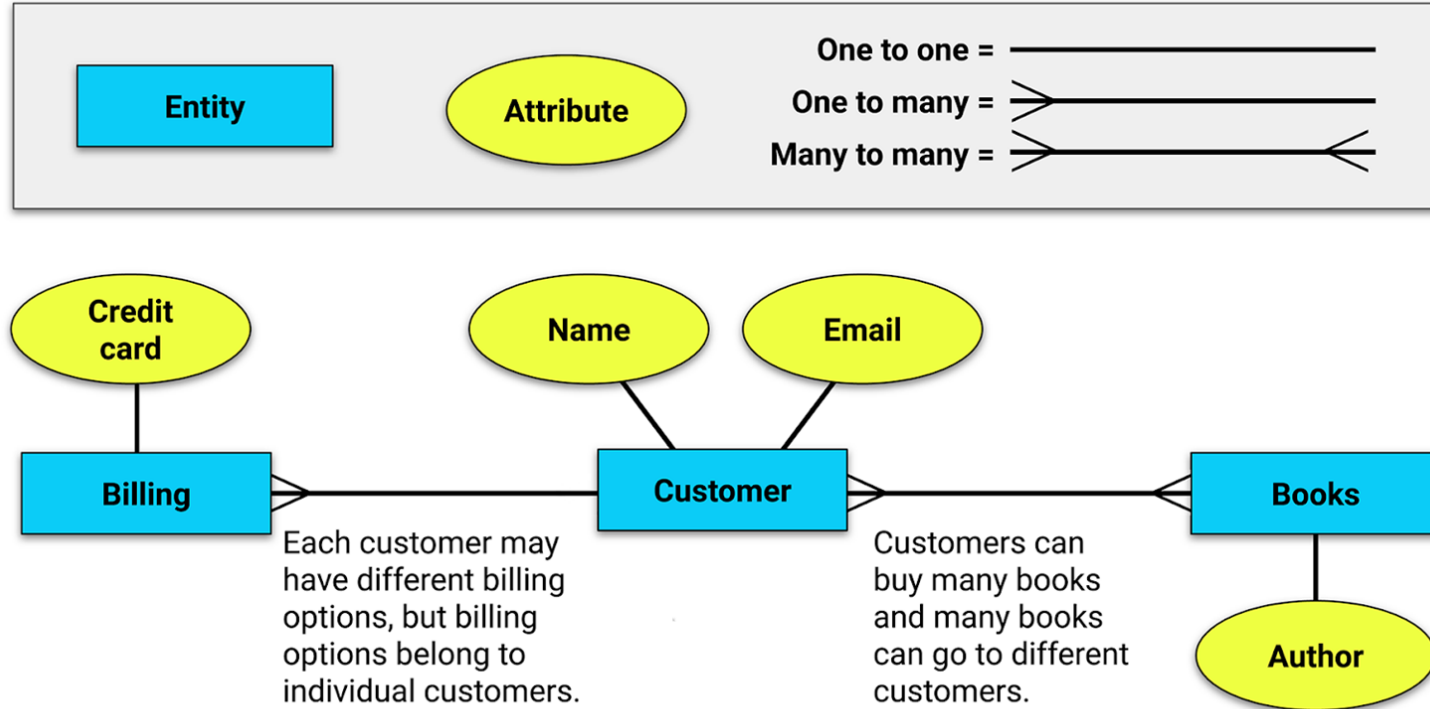 Entity
Attribute
One to one =
One to many =
Many to many =
Credit
card
Name
Email
Billing
Customer
Books
Each customer may
have different billing
options, but billing
options belong to
individual customers.
Customers can
buy many books
and many books
can go to different
customers.
Author